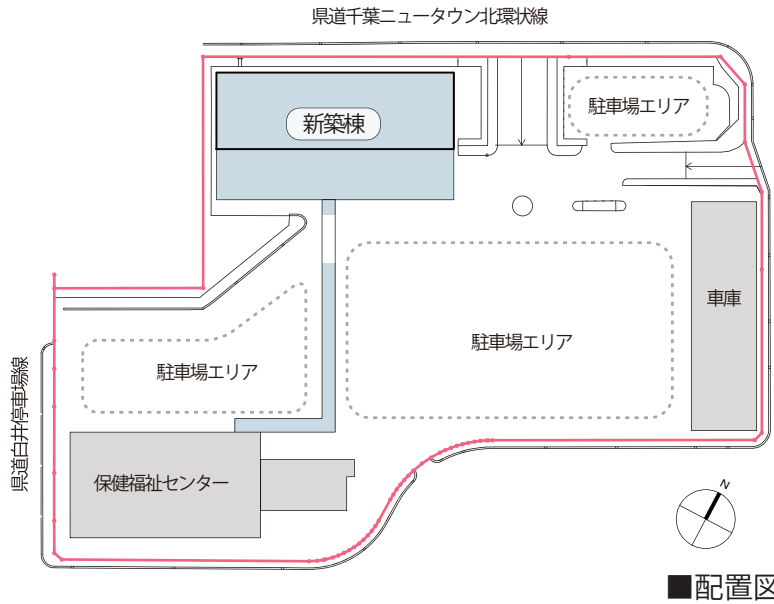 県道千葉ニュータウン北環状線
新築棟
駐車場エリア
車庫
駐車場エリア
駐車場エリア
県道白井停車場線
保健福祉センター
N
■配置図